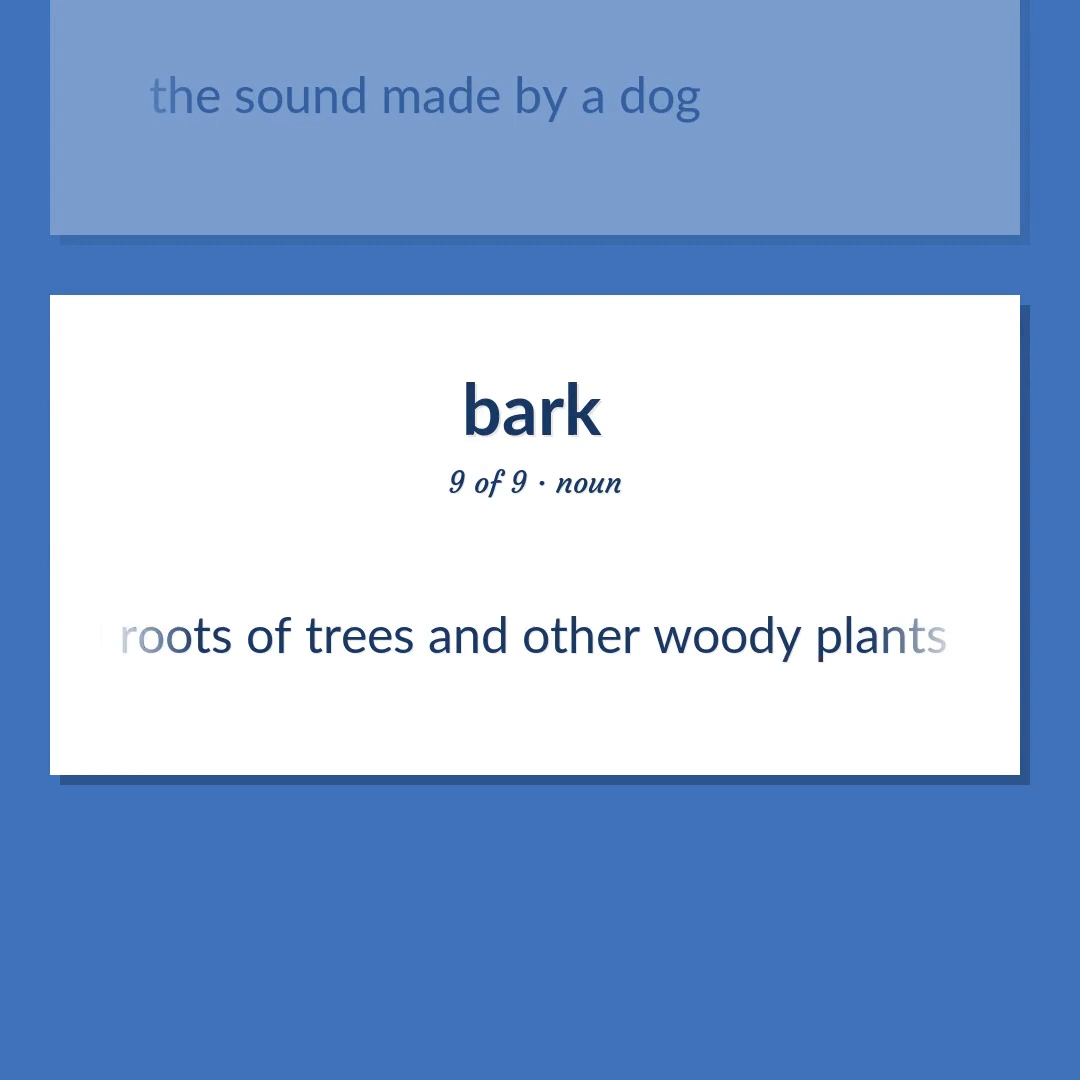 the sound made by a dog
bark
9 of 9 · noun
roots of trees and other woody plants